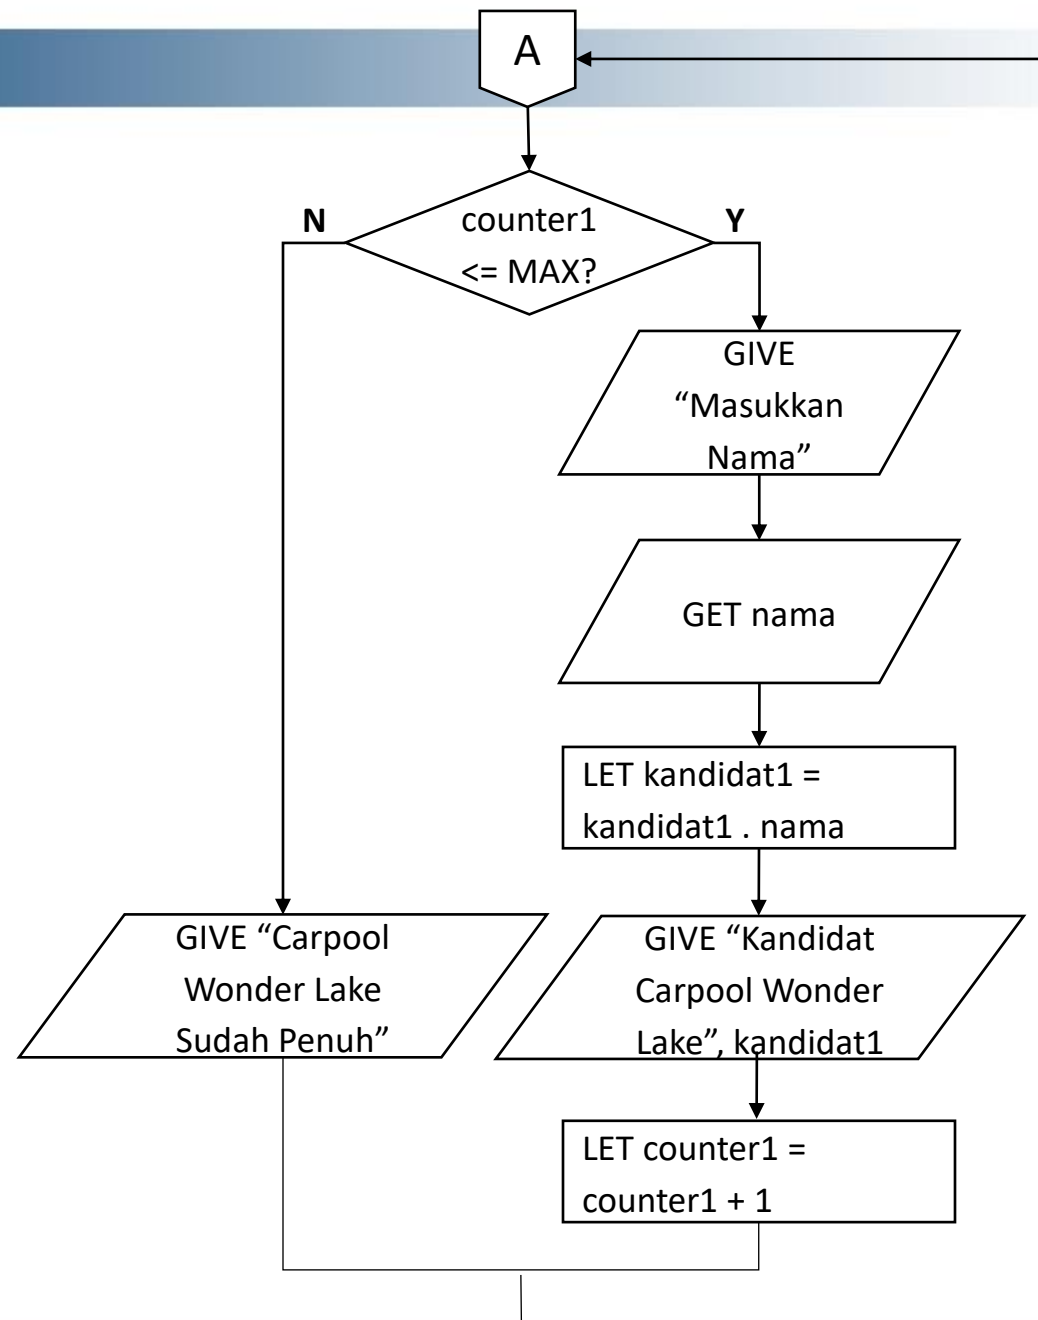 A
counter1
<= MAX?
N
Y
GIVE
“Masukkan
Nama”
GET nama
LET kandidat1 =
kandidat1 . nama
GIVE “Carpool
Wonder Lake
Sudah Penuh”
GIVE “Kandidat
Carpool Wonder
Lake”, kandidat1
LET counter1 =
counter1 + 1